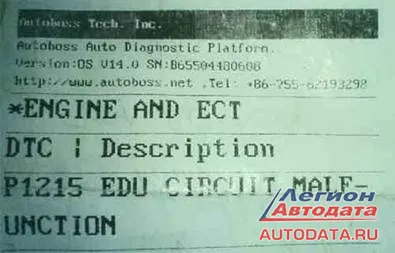 Autoboss Tech. Inc.
Autoboss Auto Diagnostic Platform.
Version:OS V14.0 SN:B65504480608
http://www.autoboss.net ,Tel: +86-755-62193298
*ENGINE AND ECT
DTC ¦ Description
P1215 EDU CIRCUIT MALF-
UNCTION
Легион
Автодата
AUTODATA.RU